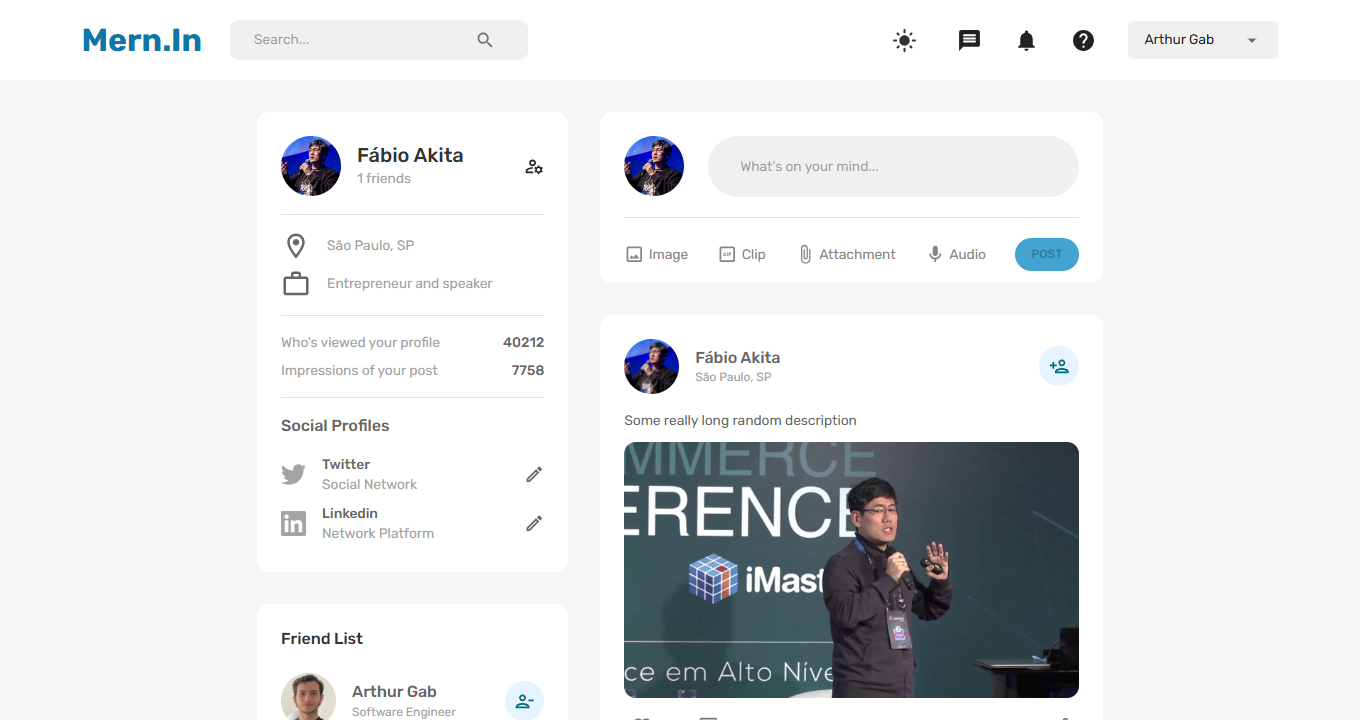 Mern.In
Search...
Arthur Gab
Fábio Akita
1 friends
São Paulo, SP
Entrepreneur and speaker
Who's viewed your profile 40212
Impressions of your post 7758
Social Profiles
Twitter
Social Network
Linkedin
Network Platform
Friend List
Arthur Gab
Software Engineer
What's on your mind...
Image
GIF
Clip
Attachment
Audio
POST
Fábio Akita
São Paulo, SP
Some really long random description
MMERCE
ERENCE
iMast
ce em Alto Níve